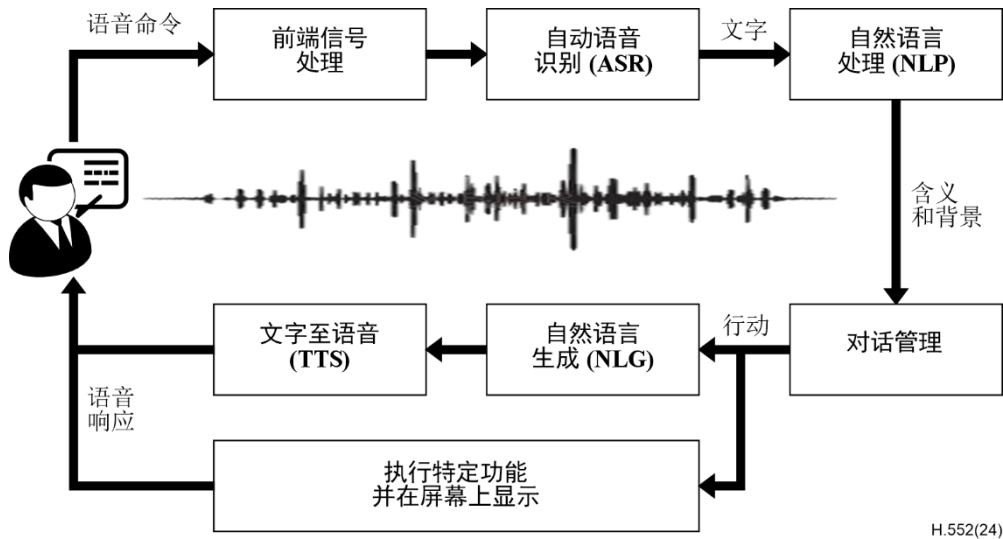 语音命令
前端信号
处理
自动语音
识别 (ASR)
文字
自然语言
处理 (NLP)
含义
和背景
对话管理
行动
自然语言
生成 (NLG)
文字至语音
(TTS)
语音
响应
执行特定功能
并在屏幕上显示
H.552(24)